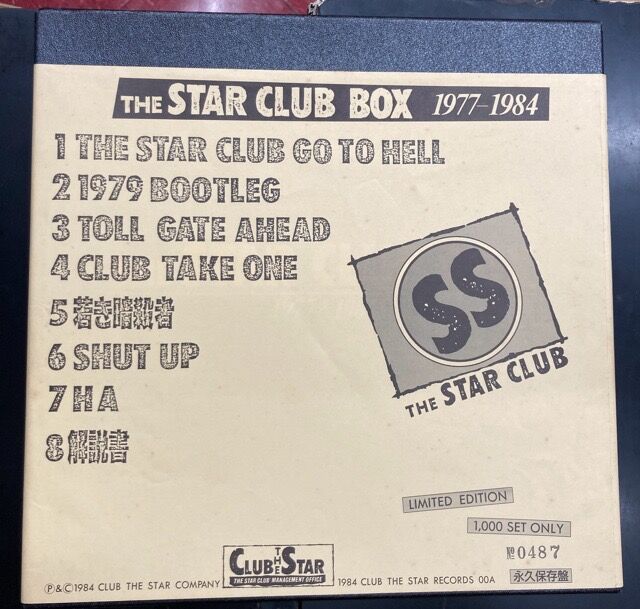 THE STAR CLUB BOX 1977-1984
1 THE STAR CLUB GO TO HELL
2 1979 BOOTLEG
3 TOLL GATE AHEAD
4 CLUB TAKE ONE
5 若き暗殺者
6 SHUT UP
7 HA
8 解説書
SS
THE STAR CLUB
LIMITED EDITION
1,000 SET ONLY
№ 0487
永久保存盤
℗&©1984 CLUB THE STAR COMPANY
CLUB THE STAR
THE STAR CLUB MANAGEMENT OFFICE
1984 CLUB THE STAR RECORDS 00A